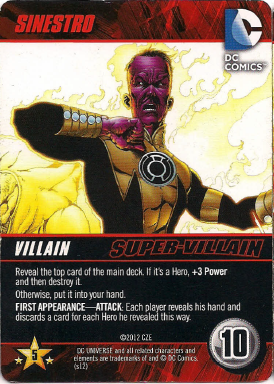 SINESTRO
DC
DC
COMICS™
VILLAIN
SUPER-VILLAIN
Reveal the top card of the main deck. If it's a Hero, +3 Power
and then destroy it.
Otherwise, put it into your hand.
FIRST APPEARANCE—ATTACK: Each player reveals his hand and
discards a card for each Hero he revealed this way.
©2012 CZE
5
DC UNIVERSE and all related characters and
elements are trademarks of and © DC Comics.
(s12)
10